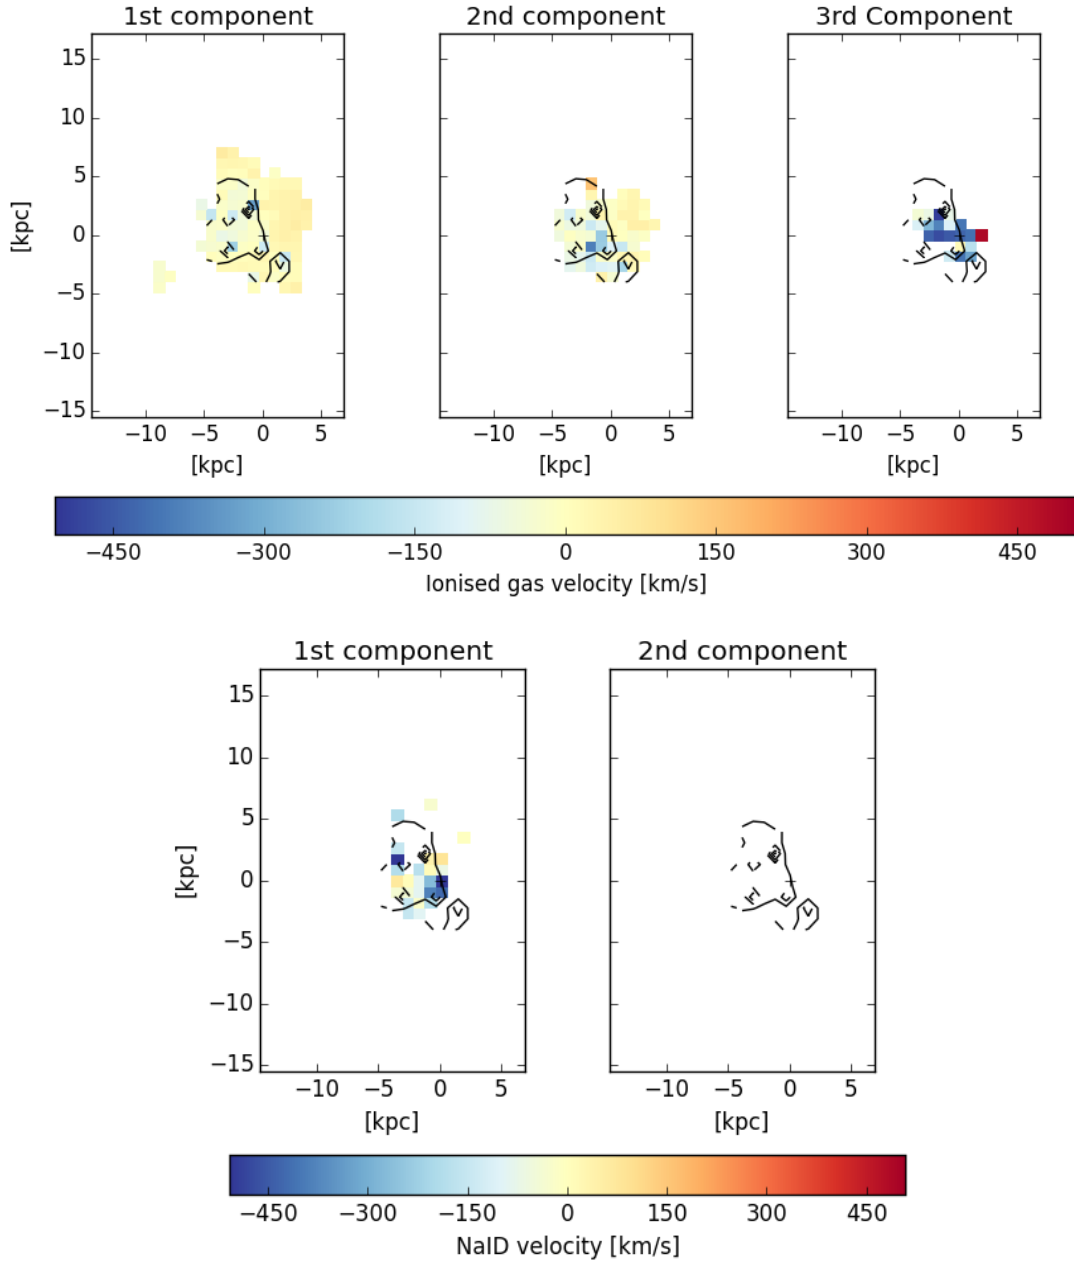 1st component 2nd component 3rd Component
15
10
5
0
−5
−10
−15
[kpc]
−10 −5 0 5 −10 −5 0 5 −10 −5 0 5
[kpc] [kpc] [kpc]
−450 −300 −150 0 150 300 450
Ionised gas velocity [km/s]
1st component 2nd component
15
10
5
0
−5
−10
−15
[kpc]
−10 −5 0 5 −10 −5 0 5
[kpc] [kpc]
−450 −300 −150 0 150 300 450
NaID velocity [km/s]